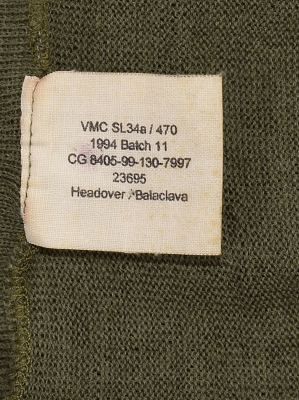 VMC SL34a / 470
1994 Batch 11
CG 8405-99-130-7997
23695
Headover / Balaclava